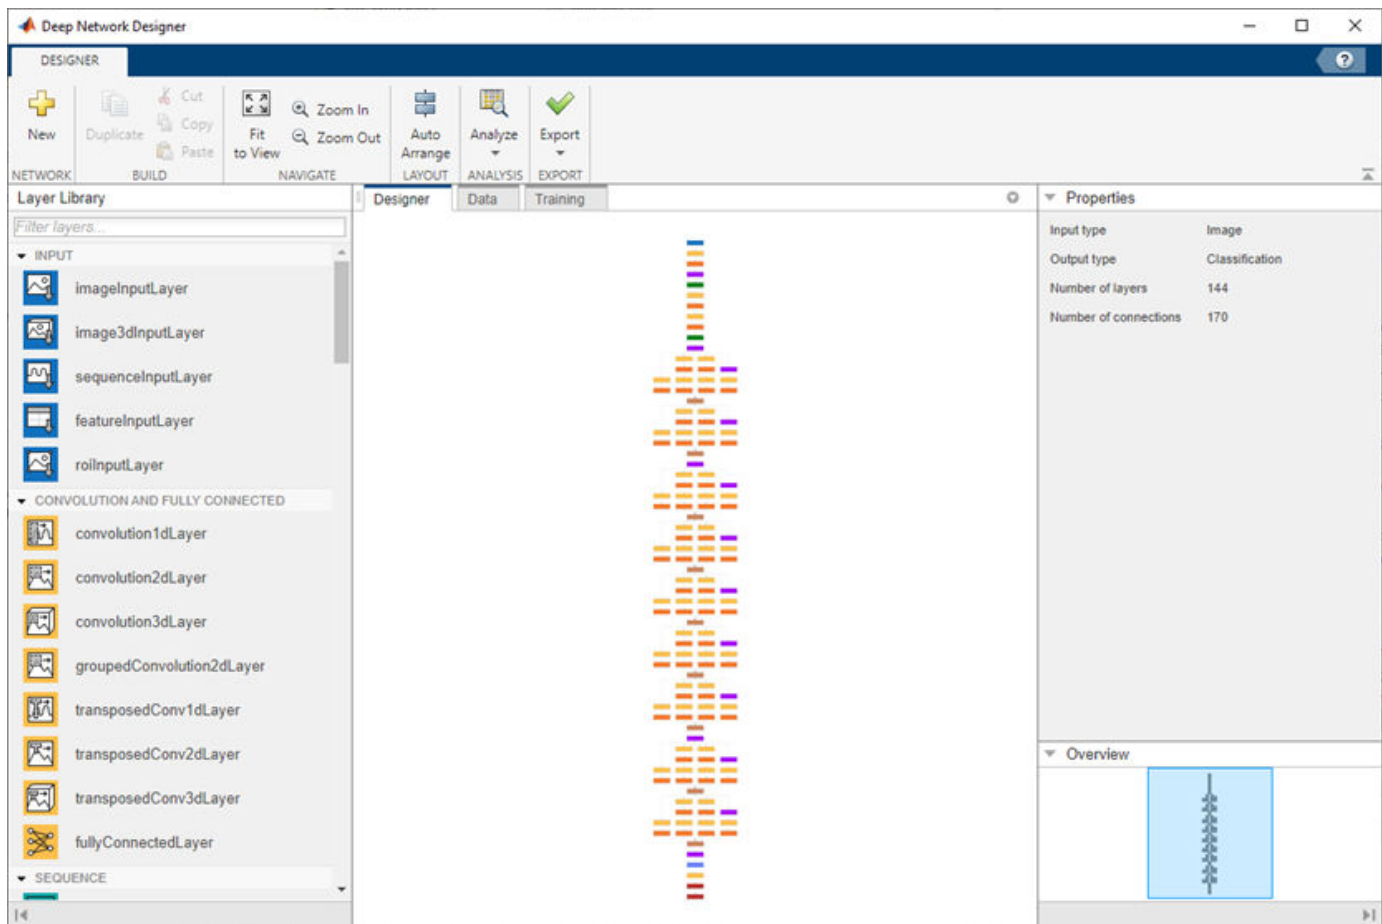 Deep Network Designer
DESIGNER
?
New
Duplicate
Cut
Copy
Paste
Fit
to View
Zoom In
Zoom Out
Auto
Arrange
Analyze
Export
NETWORK
BUILD
NAVIGATE
LAYOUT
ANALYSIS
EXPORT
Layer Library
Filter layers...
INPUT
imageInputLayer
image3dInputLayer
sequenceInputLayer
featureInputLayer
roiInputLayer
CONVOLUTION AND FULLY CONNECTED
convolution1dLayer
convolution2dLayer
convolution3dLayer
groupedConvolution2dLayer
transposedConv1dLayer
transposedConv2dLayer
transposedConv3dLayer
fullyConnectedLayer
SEQUENCE
Designer
Data
Training
Properties
Input type Image
Output type Classification
Number of layers 144
Number of connections 170
Overview